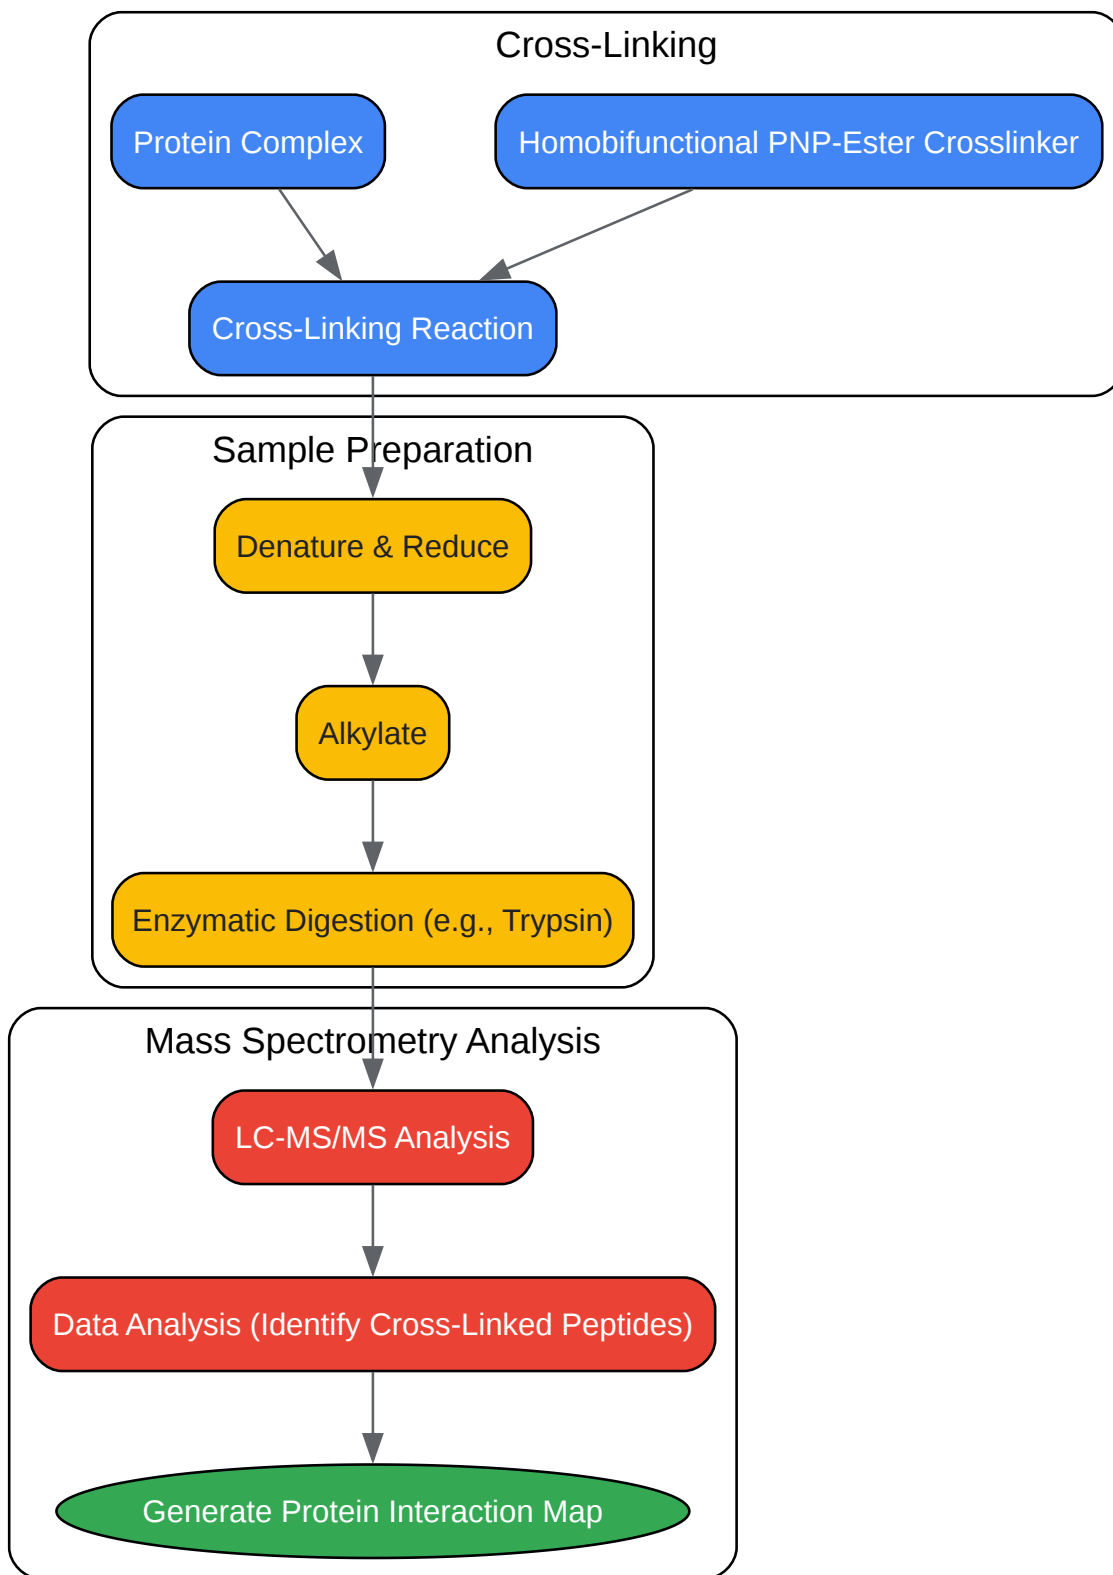 Cross-Linking
Protein Complex
Homobifunctional PNP-Ester Crosslinker
Cross-Linking Reaction
Sample Preparation
Denature & Reduce
Alkylate
Enzymatic Digestion (e.g., Trypsin)
Mass Spectrometry Analysis
LC-MS/MS Analysis
Data Analysis (Identify Cross-Linked Peptides)
Generate Protein Interaction Map